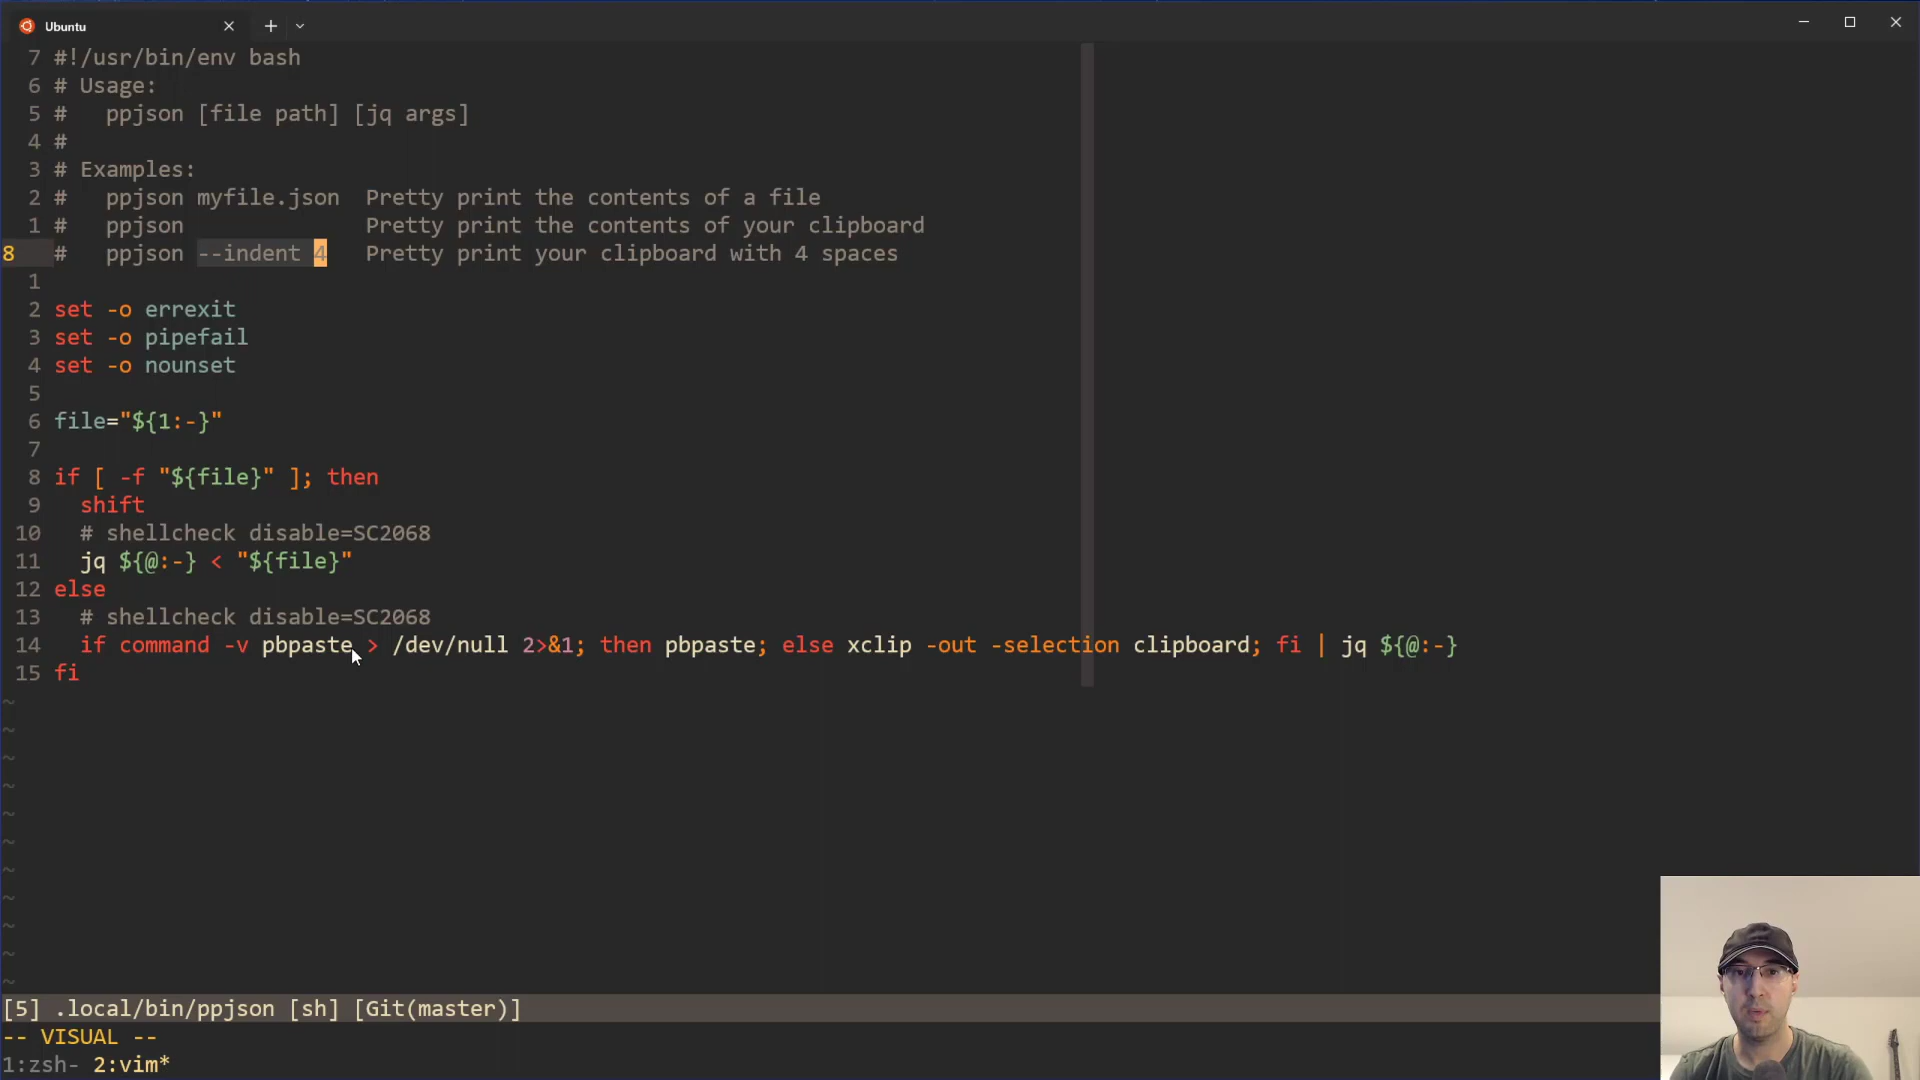 Ubuntu
7 #!/usr/bin/env bash
6 # Usage:
5 #   ppjson [file path] [jq args]
4 #
3 # Examples:
2 #   ppjson myfile.json  Pretty print the contents of a file
1 #   ppjson              Pretty print the contents of your clipboard
8   #   ppjson --indent 4   Pretty print your clipboard with 4 spaces
1
2 set -o errexit
3 set -o pipefail
4 set -o nounset
5
6 file="${1:-}"
7
8 if [ -f "${file}" ]; then
9   shift
10   # shellcheck disable=SC2068
11   jq ${@:-} < "${file}"
12 else
13   # shellcheck disable=SC2068
14   if command -v pbpaste > /dev/null 2>&1; then pbpaste; else xclip -out -selection clipboard; fi | jq ${@:-}
15 fi
~
~
~
~
~
~
~
~
~
~
~
[5] .local/bin/ppjson [sh] [Git(master)]
-- VISUAL --
1:zsh- 2:vim*